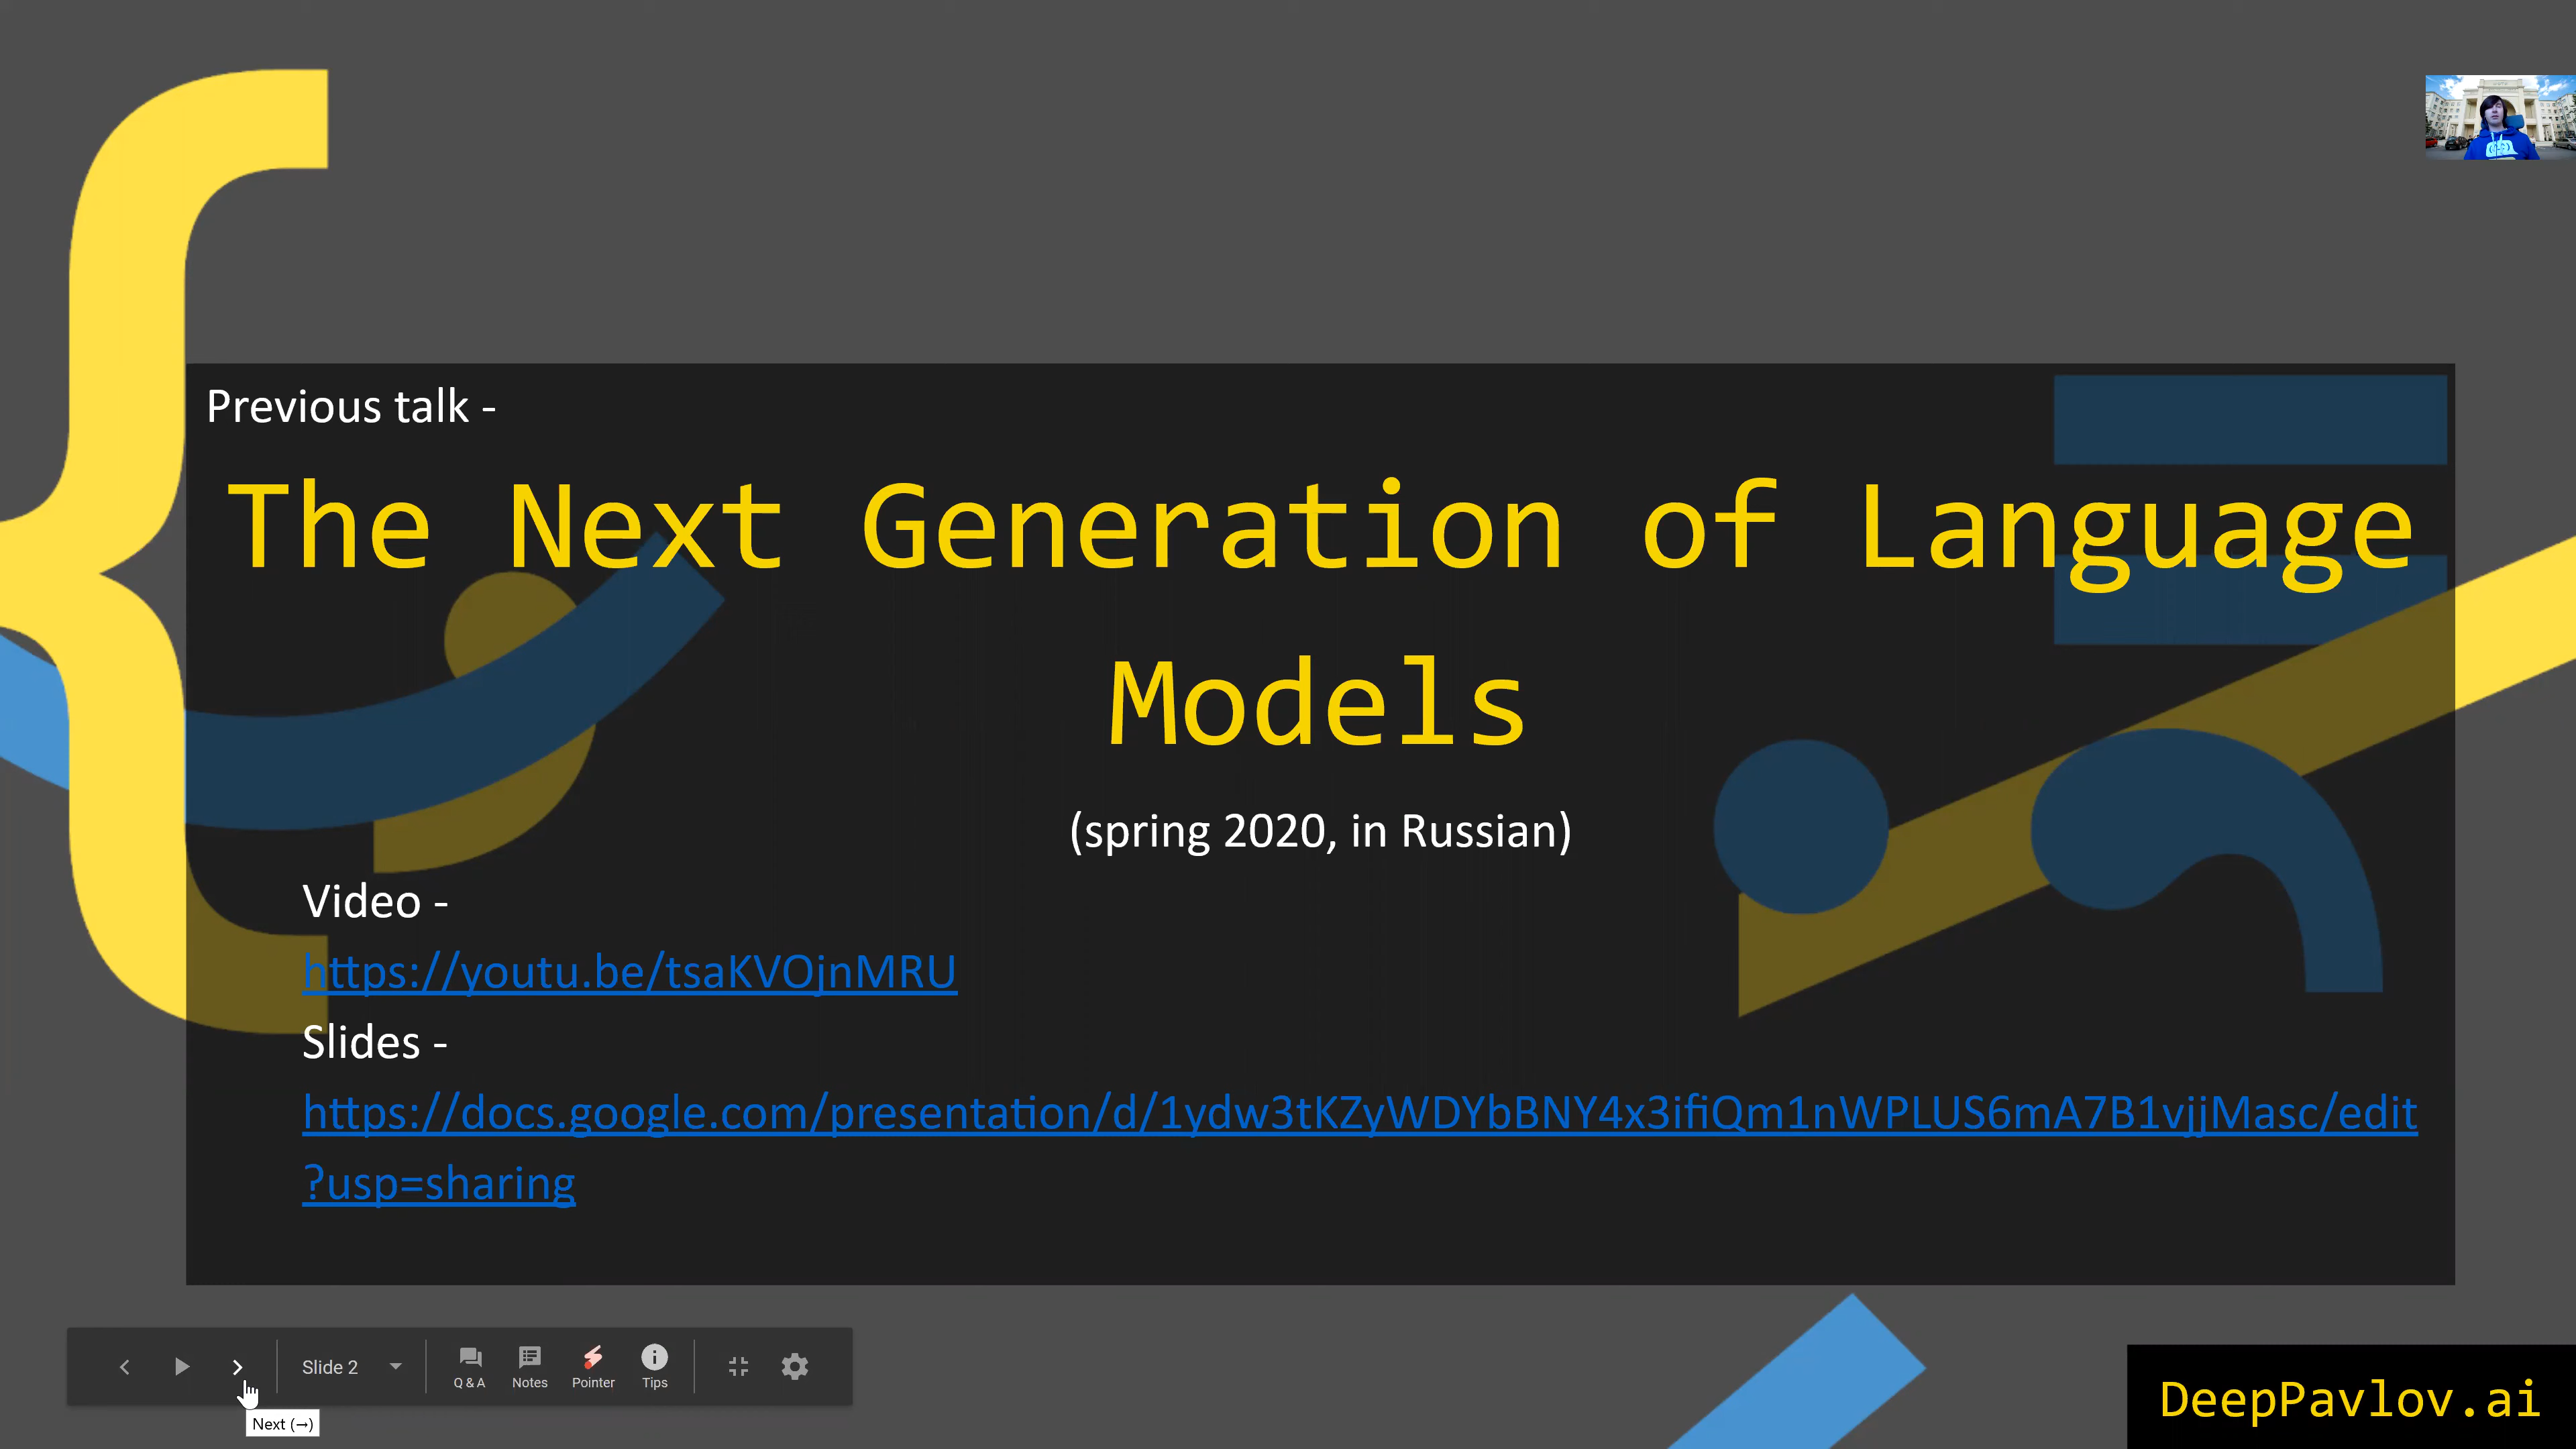 Previous talk -
The Next Generation of Language
Models
(spring 2020, in Russian)
Video -
https://youtu.be/tsaKVOjnMRU
Slides -
https://docs.google.com/presentation/d/1ydw3tKZyWDYbBNY4x3ifiQm1nWPLUS6mA7B1vjjMasc/edit
?usp=sharing
Slide 2
Q & A
Notes
Pointer
Tips
Next (→)
DeepPavlov.ai